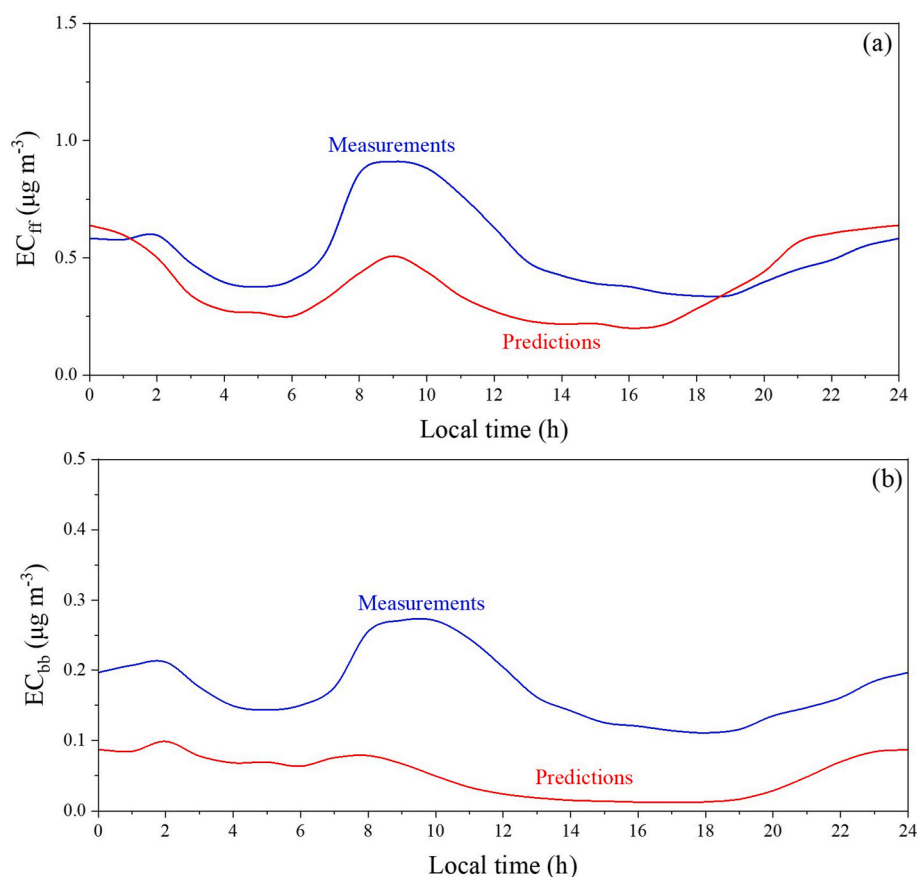 (a)
1.5
1.0
0.5
0.0
EC_ff (μg m⁻³)
Measurements
Predictions
0 2 4 6 8 10 12 14 16 18 20 22 24
Local time (h)
(b)
0.5
0.4
0.3
0.2
0.1
0.0
EC_bb (μg m⁻³)
Measurements
Predictions
0 2 4 6 8 10 12 14 16 18 20 22 24
Local time (h)